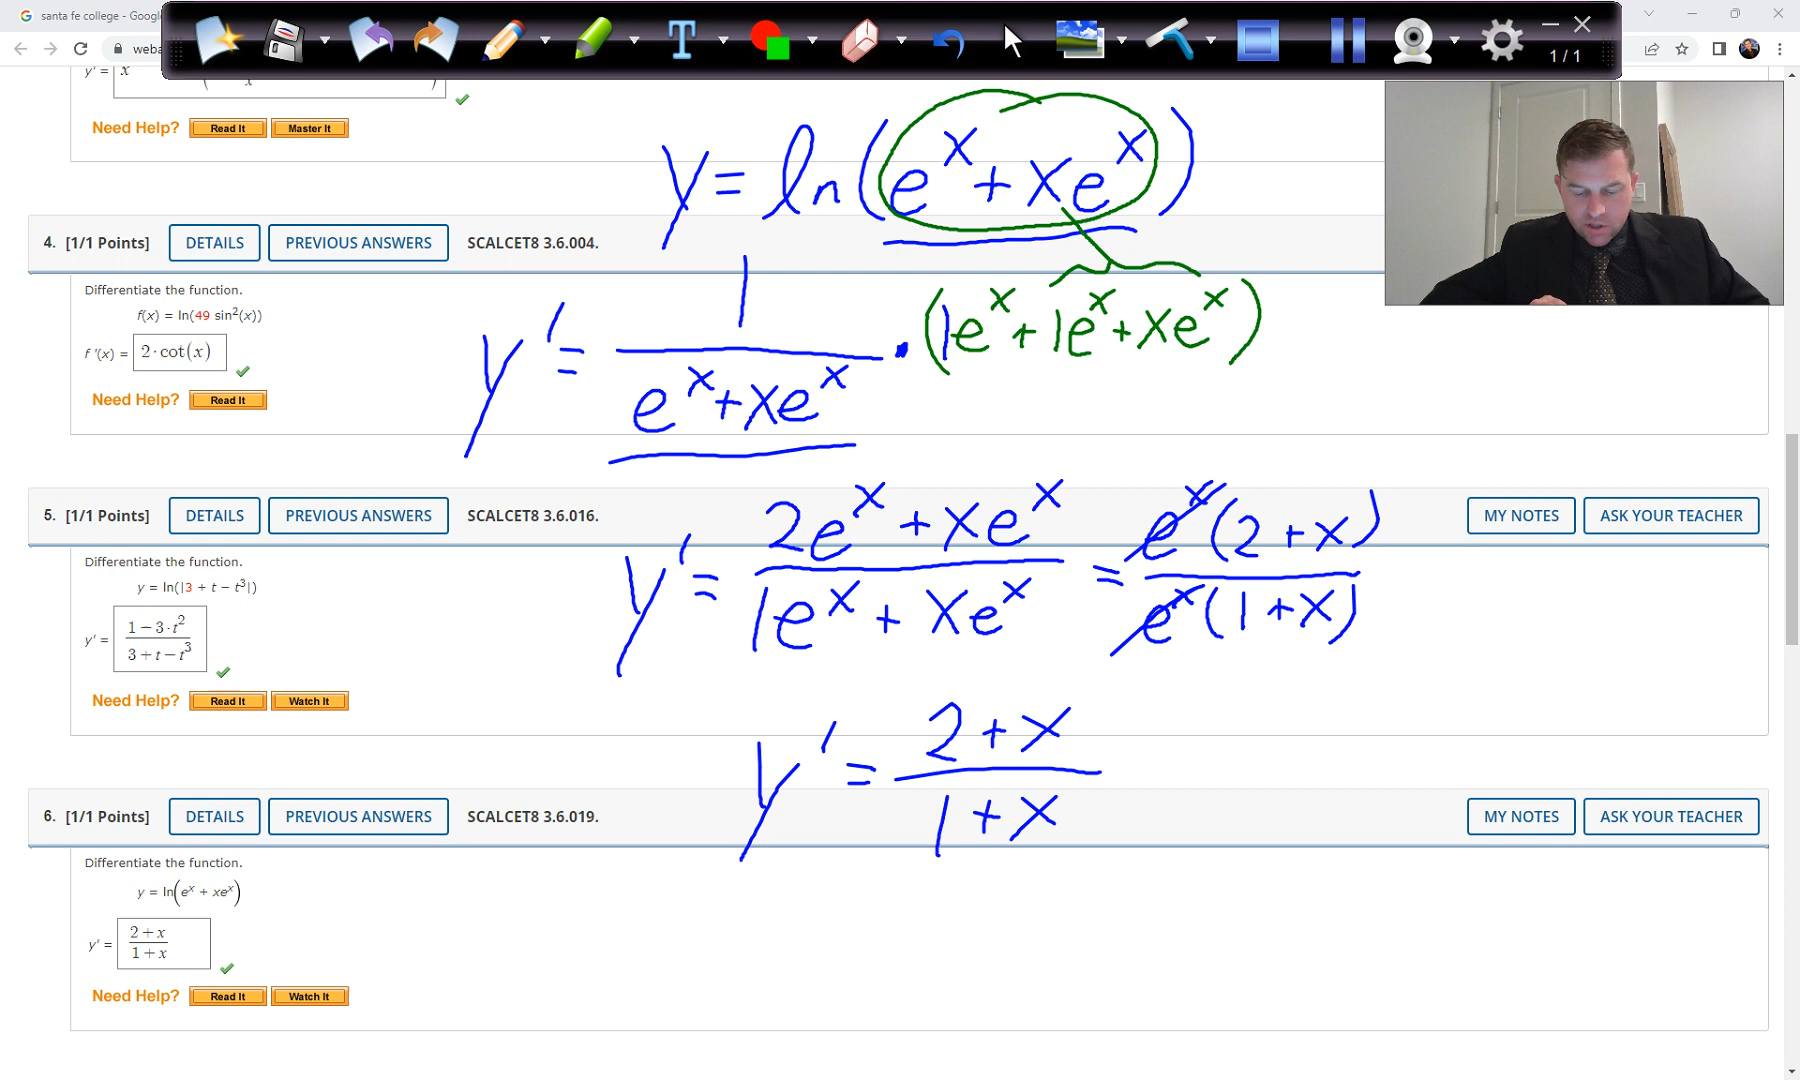 santa fe college - Googl
weba
1 / 1
y' = x
Need Help? Read It Master It
y = ln(e^x + xe^x)
4. [1/1 Points] DETAILS PREVIOUS ANSWERS SCALCET8 3.6.004.
Differentiate the function.
f(x) = ln(49 sin²(x))
f '(x) = 2·cot(x)
Need Help? Read It
y' = 1/(e^x + xe^x) · (1e^x + 1e^x + xe^x)
5. [1/1 Points] DETAILS PREVIOUS ANSWERS SCALCET8 3.6.016. MY NOTES ASK YOUR TEACHER
Differentiate the function.
y = ln(|3 + t − t³|)
y' = (1−3·t²)/(3+t−t³)
Need Help? Read It Watch It
y' = (2e^x + xe^x)/(1e^x + xe^x) = e^x(2+x)/e^x(1+x)
y' = (2+x)/(1+x)
6. [1/1 Points] DETAILS PREVIOUS ANSWERS SCALCET8 3.6.019. MY NOTES ASK YOUR TEACHER
Differentiate the function.
y = ln(e^x + xe^x)
y' = (2+x)/(1+x)
Need Help? Read It Watch It